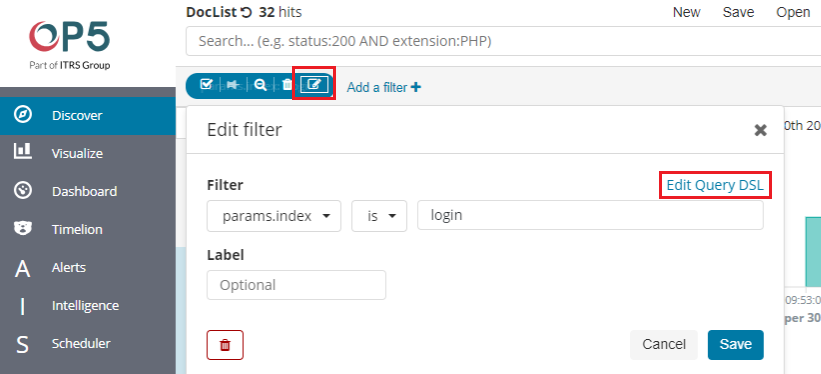 DocList 32 hits
New Save Open
OP5
Part of ITRS Group
Search... (e.g. status:200 AND extension:PHP)
Add a filter +
Discover
Visualize
Dashboard
Timelion
A Alerts
I Intelligence
S Scheduler
Edit filter
0th 20
Filter
Edit Query DSL
params.index is login
Label
Optional
Cancel Save
09:53:0
per 30